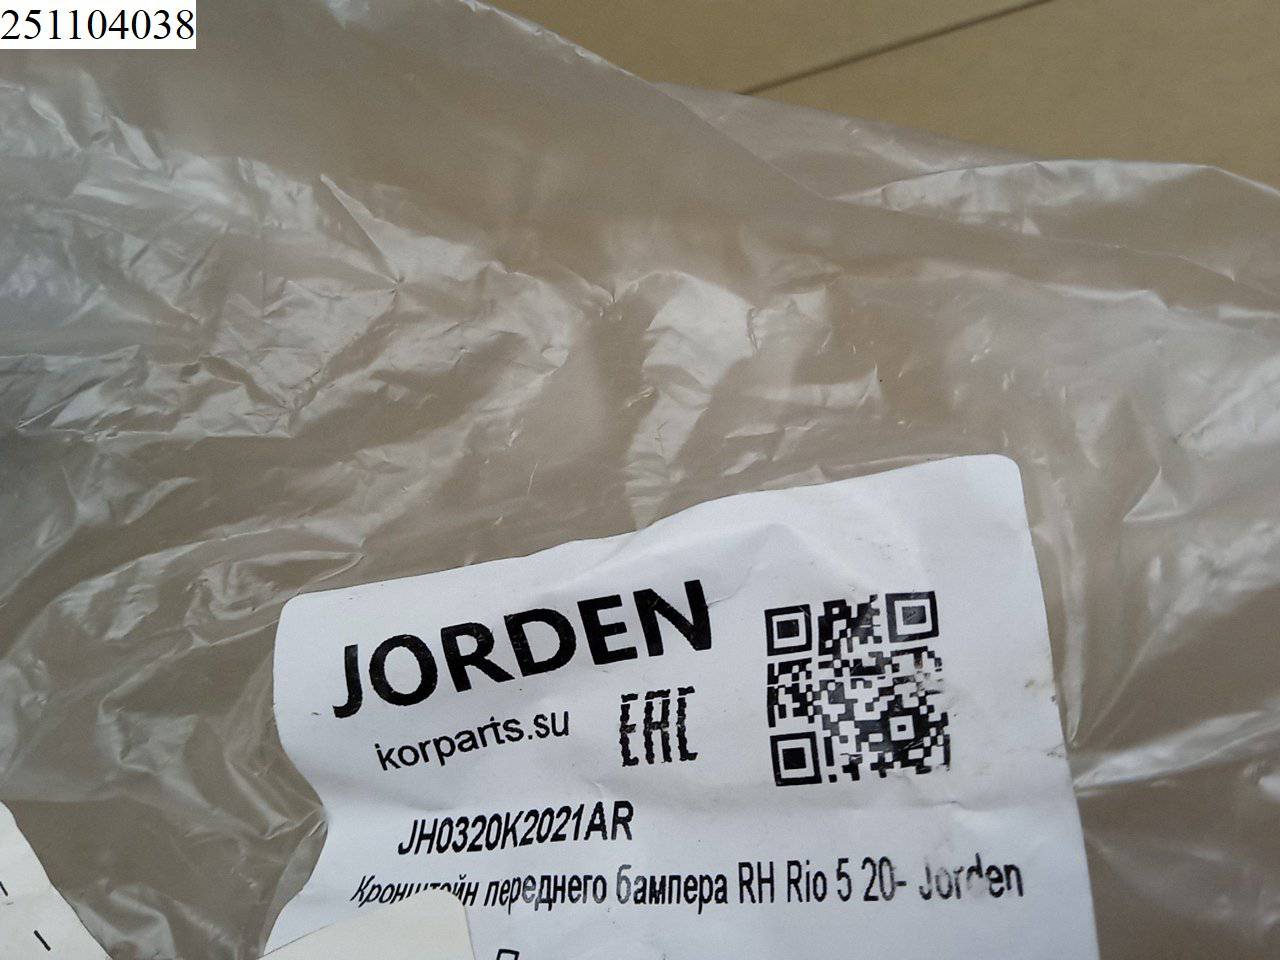 251104038
JORDEN
korparts.su
EAC
JH0320K2021AR
Кронштейн переднего бампера RH Rio 5 20- Jorden